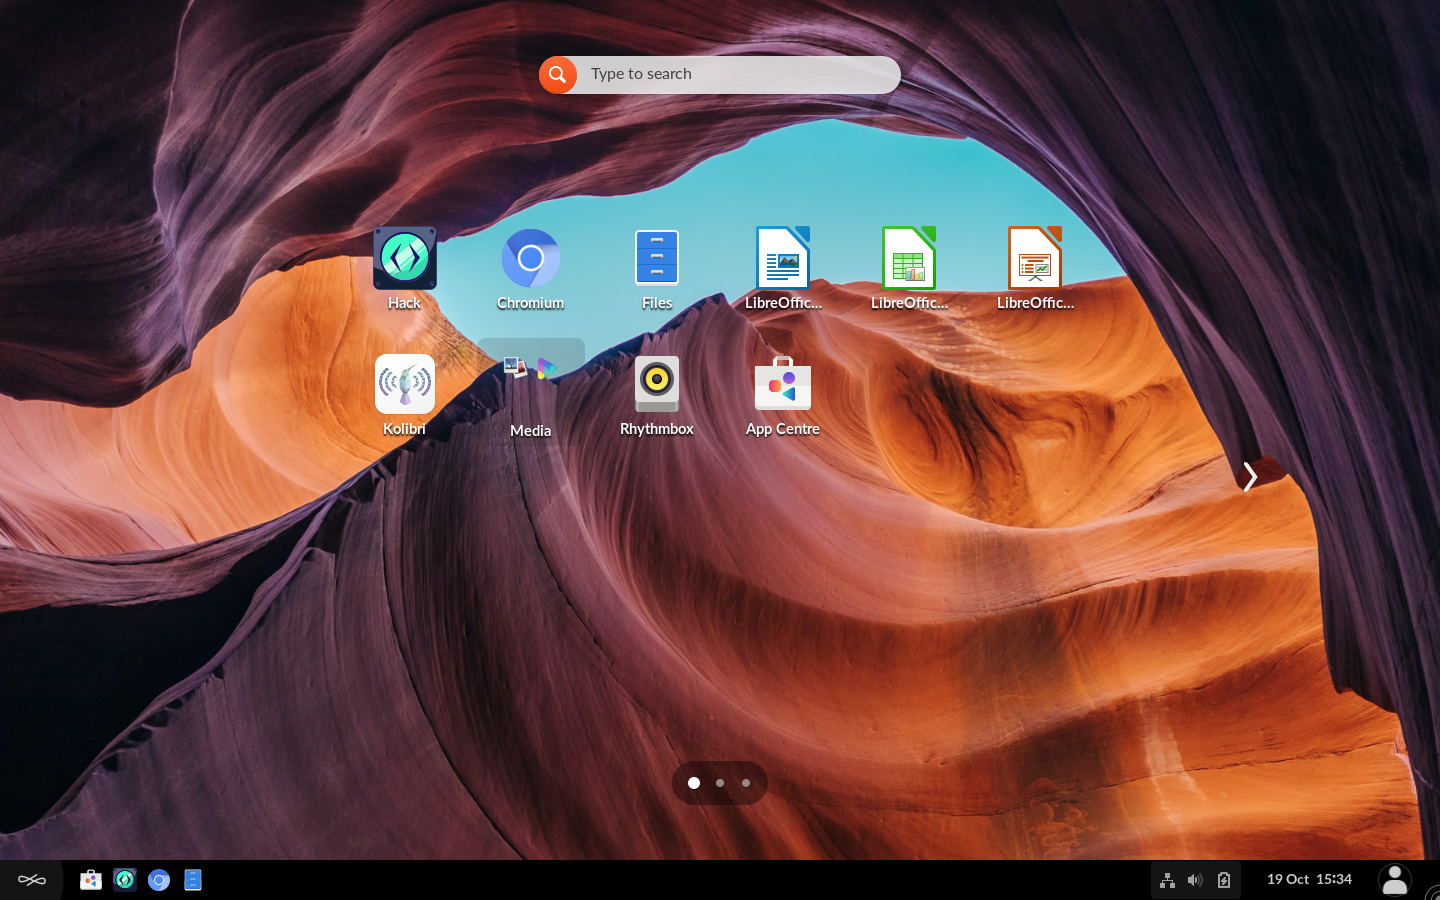 Type to search
Hack
Chromium
Files
LibreOffic...
LibreOffic...
LibreOffic...
Kolibri
Media
Rhythmbox
App Centre
19 Oct 15:34